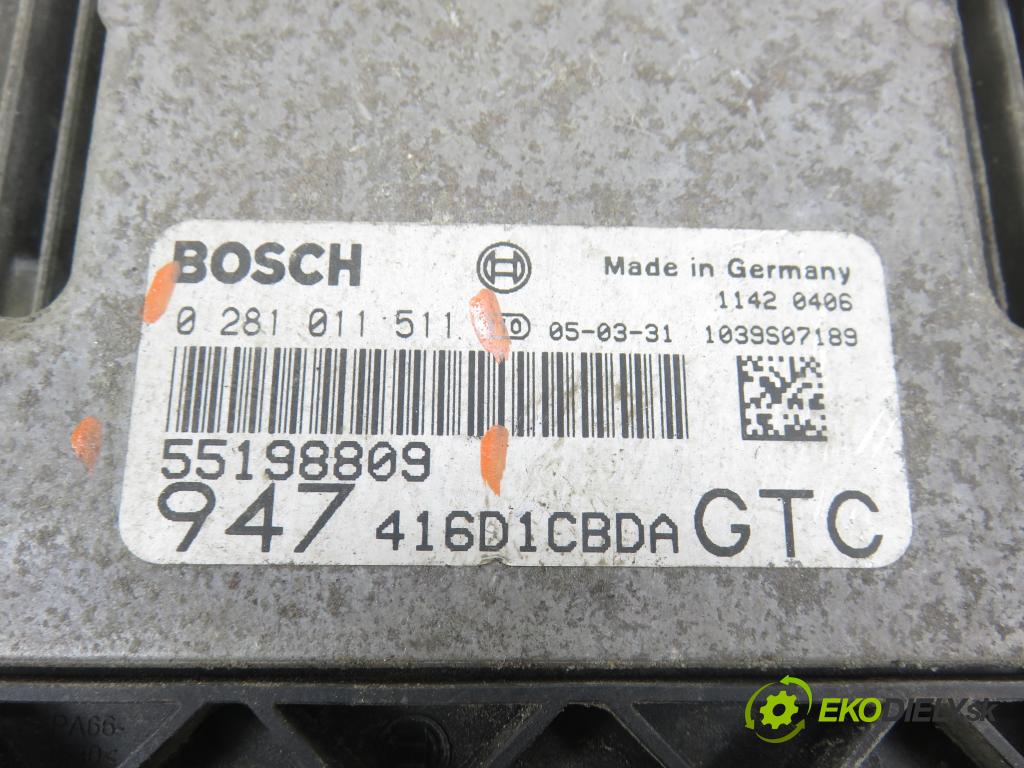 BOSCH Made in Germany
1142 0406
0 281 011 511 05-03-31 1039S07189
55198809
947 416D1CBDA GTC
PA66-
EKODIELY.SK